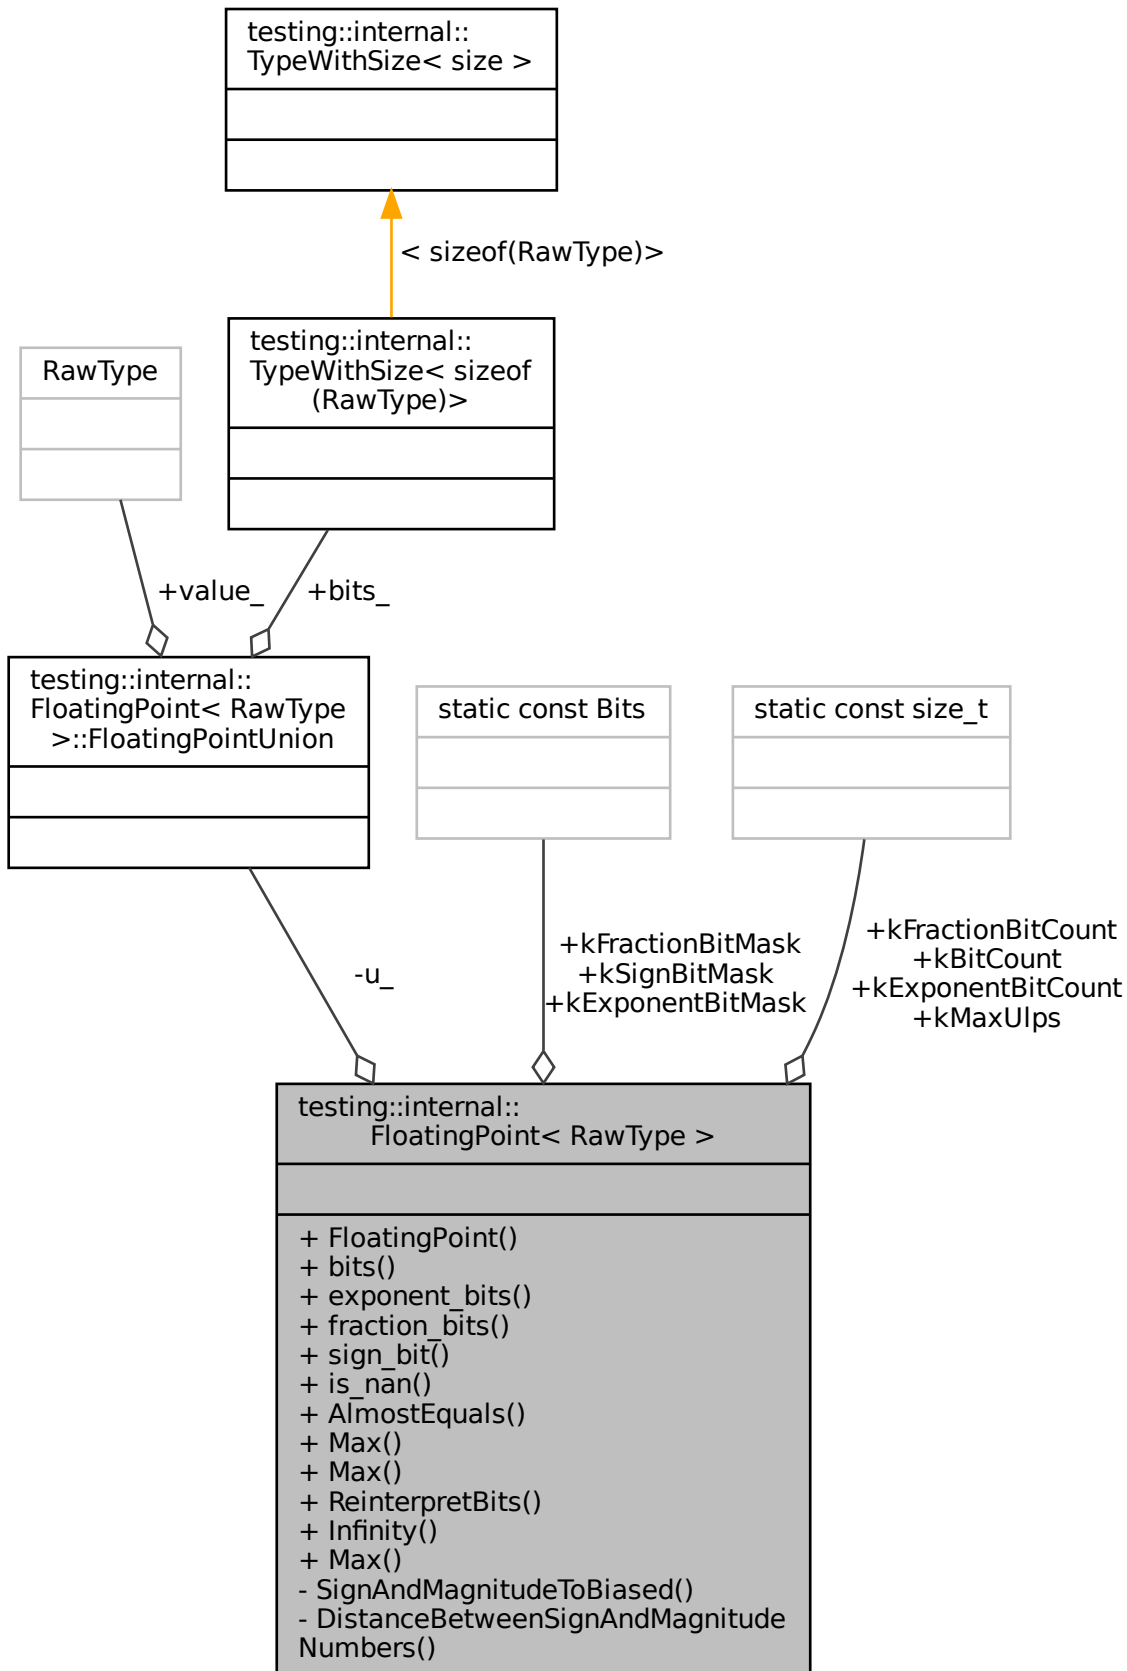 testing::internal::
TypeWithSize< size >
< sizeof(RawType)>
RawType
testing::internal::
TypeWithSize< sizeof
(RawType)>
+value_
+bits_
testing::internal::
FloatingPoint< RawType
>::FloatingPointUnion
static const Bits
static const size_t
-u_
+kFractionBitMask
+kSignBitMask
+kExponentBitMask
+kFractionBitCount
+kBitCount
+kExponentBitCount
+kMaxUlps
testing::internal::
FloatingPoint< RawType >
+ FloatingPoint()
+ bits()
+ exponent_bits()
+ fraction_bits()
+ sign_bit()
+ is_nan()
+ AlmostEquals()
+ Max()
+ Max()
+ ReinterpretBits()
+ Infinity()
+ Max()
- SignAndMagnitudeToBiased()
- DistanceBetweenSignAndMagnitude
Numbers()